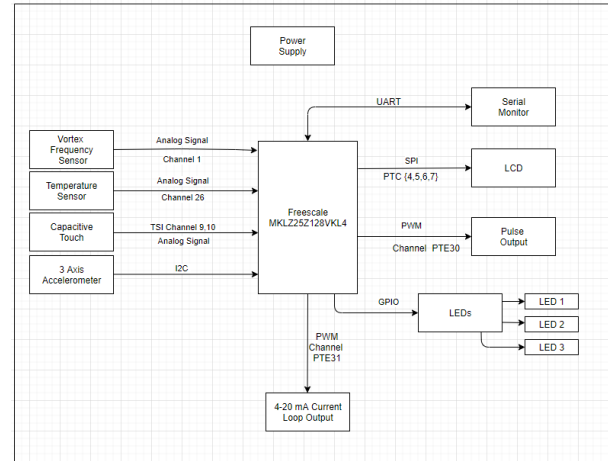 Power
Supply
UART
Serial
Monitor
Vortex
Frequency
Sensor
Analog Signal
Channel 1
Temperature
Sensor
Analog Signal
Channel 26
Capacitive
Touch
TSI Channel 9,10
Analog Signal
3 Axis
Accelerometer
I2C
Freescale
MKLZ25Z128VKL4
SPI
PTC {4,5,6,7}
LCD
PWM
Channel PTE30
Pulse
Output
GPIO
LEDs
LED 1
LED 2
LED 3
PWM
Channel
PTE31
4-20 mA Current
Loop Output